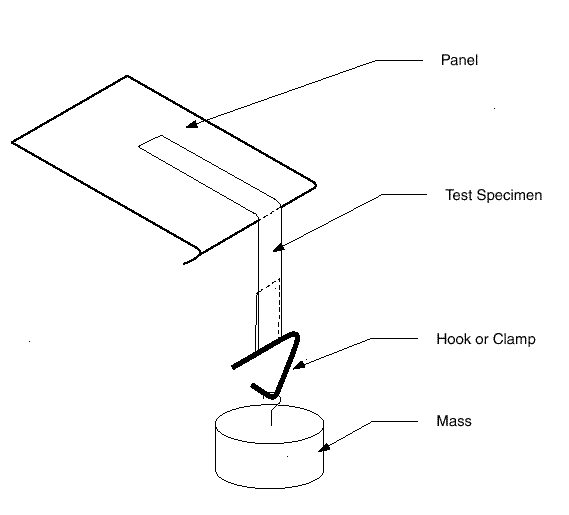 Panel
Test Specimen
Hook or Clamp
Mass